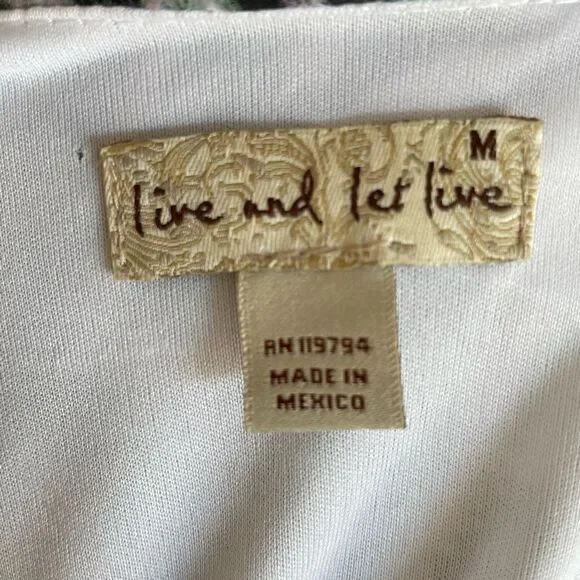 M
live and let live
RN 119794
MADE IN
MEXICO